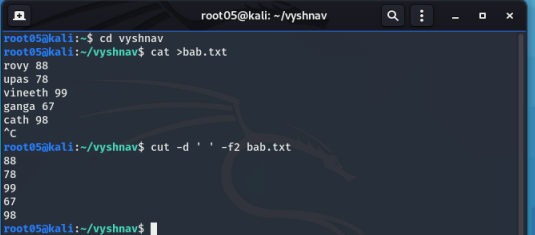 root05@kali: ~/vyshnav
root05@kali:~$ cd vyshnav
root05@kali:~/vyshnav$ cat >bab.txt
rovy 88
upas 78
vineeth 99
ganga 67
cath 98
^C
root05@kali:~/vyshnav$ cut -d ' ' -f2 bab.txt
88
78
99
67
98
root05@kali:~/vyshnav$